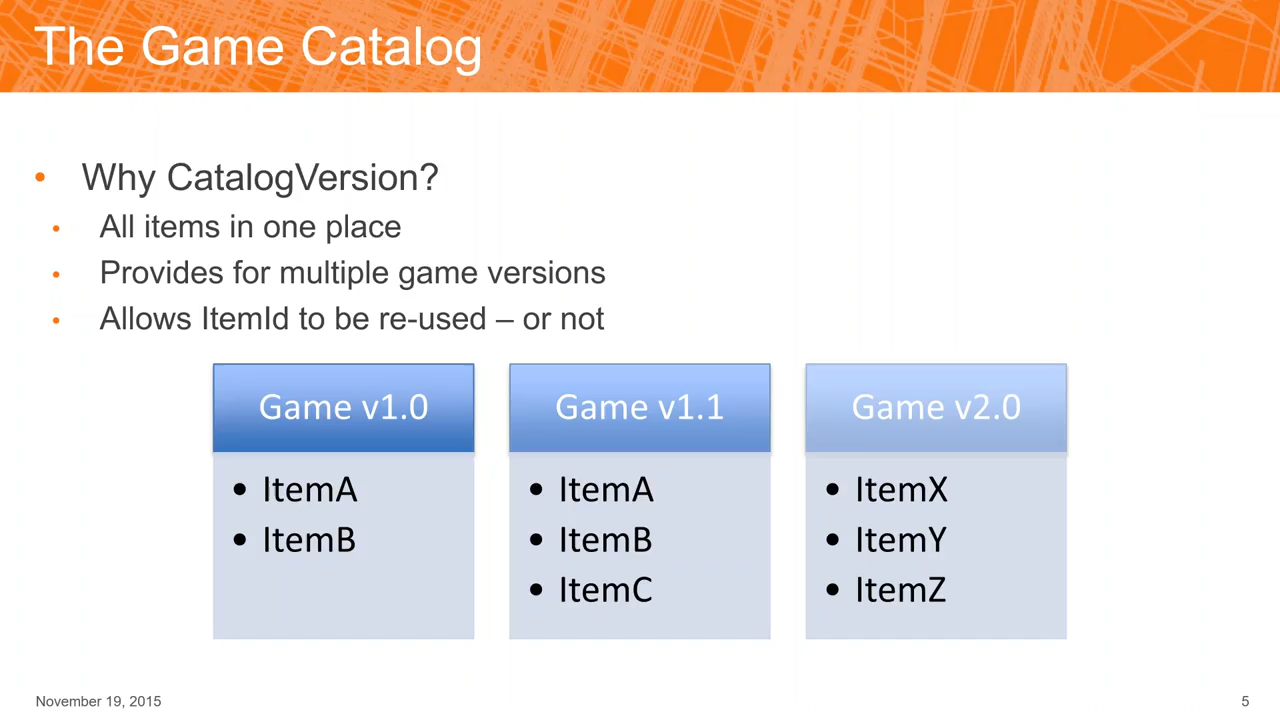 The Game Catalog
• Why CatalogVersion?
• All items in one place
• Provides for multiple game versions
• Allows ItemId to be re-used – or not
Game v1.0
• ItemA
• ItemB
Game v1.1
• ItemA
• ItemB
• ItemC
Game v2.0
• ItemX
• ItemY
• ItemZ
November 19, 2015
5